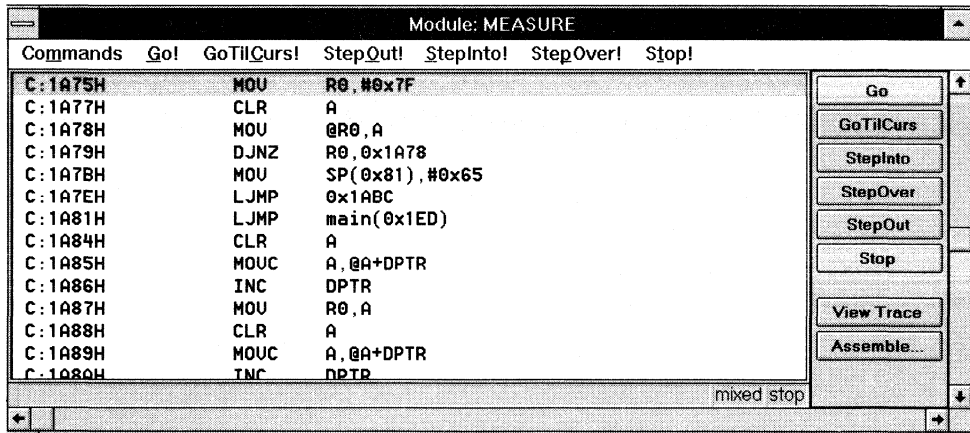 Module: MEASURE
Commands Go! GoTilCurs! StepOut! StepInto! StepOver! Stop!
C:1A75H MOV R0,#0x7F
C:1A77H CLR A
C:1A78H MOV @R0,A
C:1A79H DJNZ R0,0x1A78
C:1A7BH MOV SP(0x81),#0x65
C:1A7EH LJMP 0x1ABC
C:1A81H LJMP main(0x1ED)
C:1A84H CLR A
C:1A85H MOVC A,@A+DPTR
C:1A86H INC DPTR
C:1A87H MOV R0,A
C:1A88H CLR A
C:1A89H MOVC A,@A+DPTR
C:1A8AH INC DPTR
mixed stop
Go
GoTilCurs
StepInto
StepOver
StepOut
Stop
View Trace
Assemble...